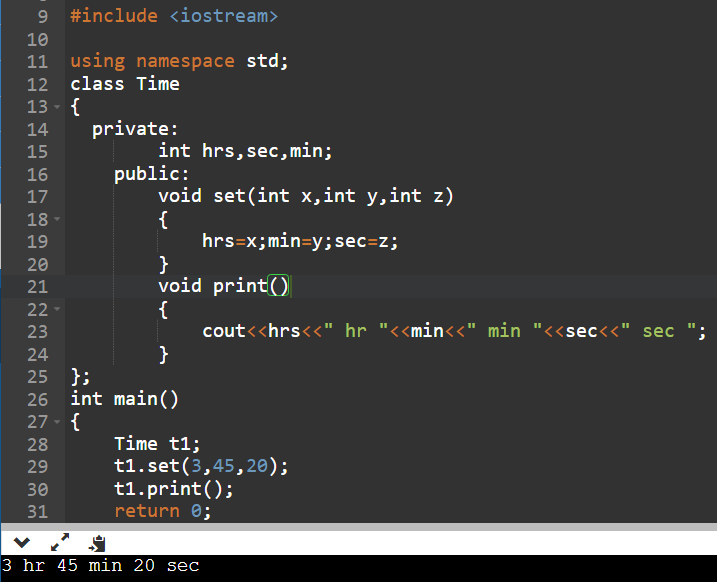 9 #include <iostream>
10
11 using namespace std;
12 class Time
13 {
14   private:
15         int hrs,sec,min;
16     public:
17         void set(int x,int y,int z)
18         {
19             hrs=x;min=y;sec=z;
20         }
21         void print()
22         {
23             cout<<hrs<<" hr "<<min<<" min "<<sec<<" sec ";
24         }
25 };
26 int main()
27 {
28     Time t1;
29     t1.set(3,45,20);
30     t1.print();
31     return 0;
3 hr 45 min 20 sec